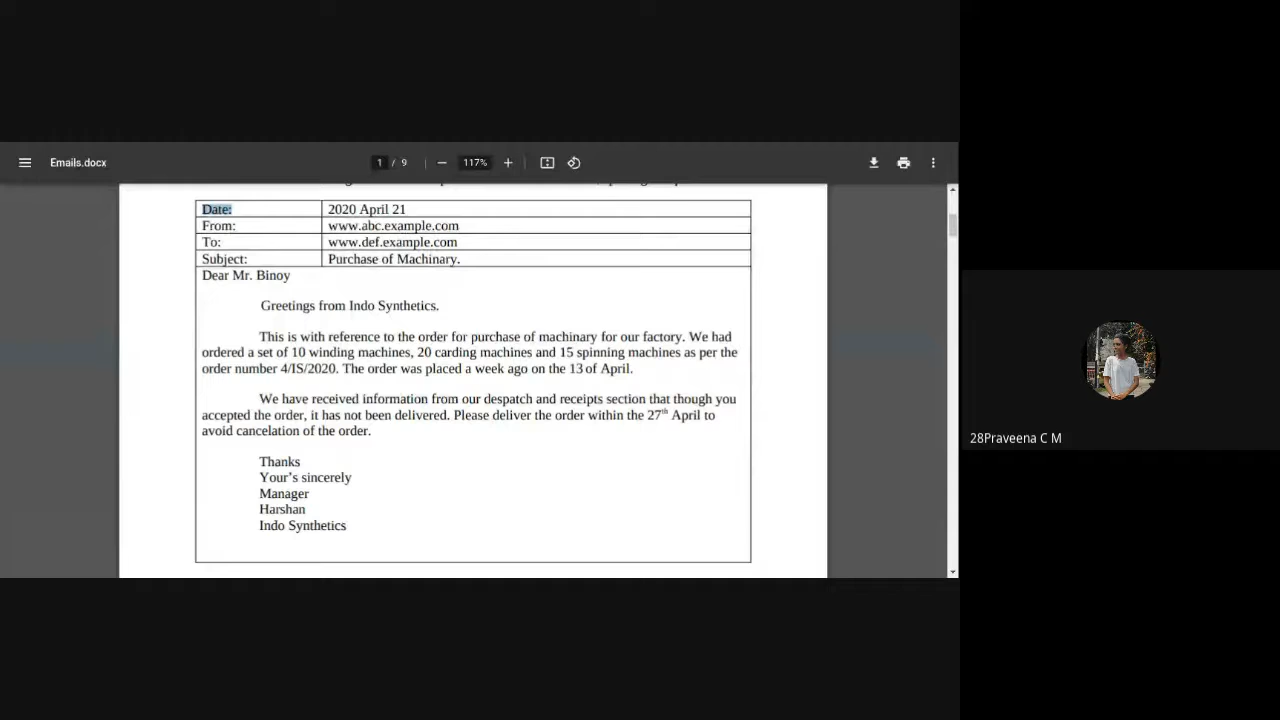 Emails.docx
1 / 9
117%
Date: 2020 April 21
From: www.abc.example.com
To: www.def.example.com
Subject: Purchase of Machinary.
Dear Mr. Binoy
Greetings from Indo Synthetics.
This is with reference to the order for purchase of machinary for our factory. We had
ordered a set of 10 winding machines, 20 carding machines and 15 spinning machines as per the
order number 4/IS/2020. The order was placed a week ago on the 13 of April.
We have received information from our despatch and receipts section that though you
accepted the order, it has not been delivered. Please deliver the order within the 27th April to
avoid cancelation of the order.
Thanks
Your’s sincerely
Manager
Harshan
Indo Synthetics
28Praveena C M